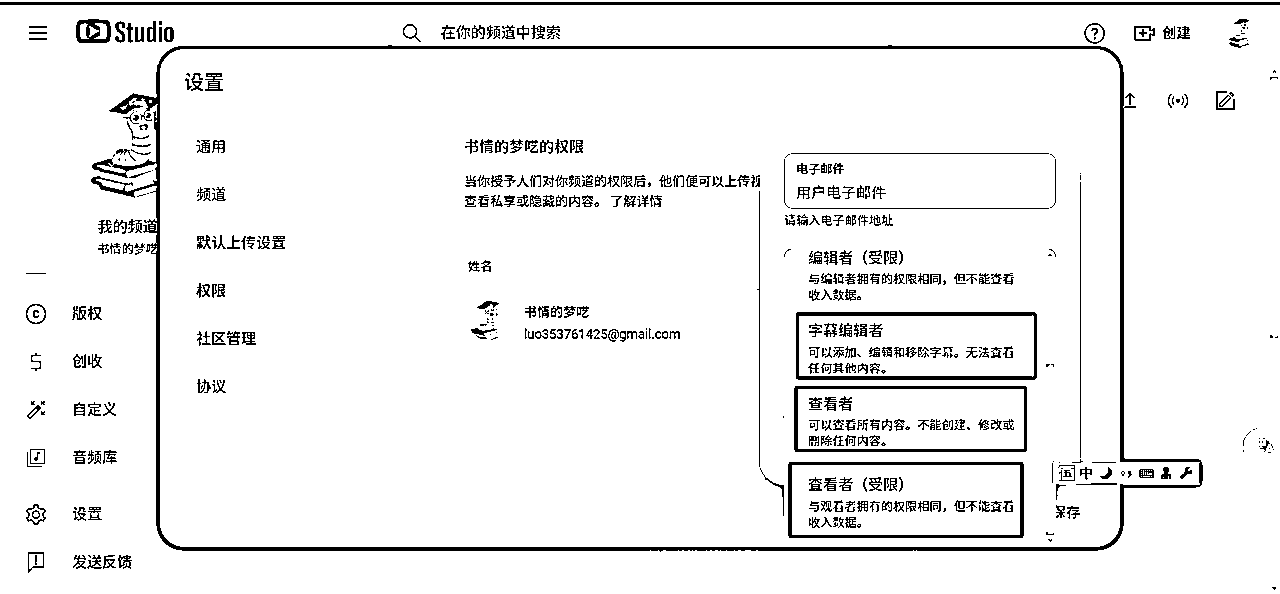 Studio
在你的频道中搜索
创建
设置
我的频道
书情的梦呓
版权
创收
自定义
音频库
设置
发送反馈
通用
频道
默认上传设置
权限
社区管理
协议
书情的梦呓的权限
当你授予人们对你频道的权限后，他们便可以上传视
查看私享或隐藏的内容。 了解详情
姓名
书情的梦呓
luo353761425@gmail.com
电子邮件
用户电子邮件
请输入电子邮件地址
编辑者（受限）
与编辑者拥有的权限相同，但不能查看
收入数据。
字幕编辑者
可以添加、编辑和移除字幕。无法查看
任何其他内容。
查看者
可以查看所有内容。不能创建、修改或
删除任何内容。
查看者（受限）
与观看者拥有的权限相同，但不能查看
收入数据。
五 中
保存